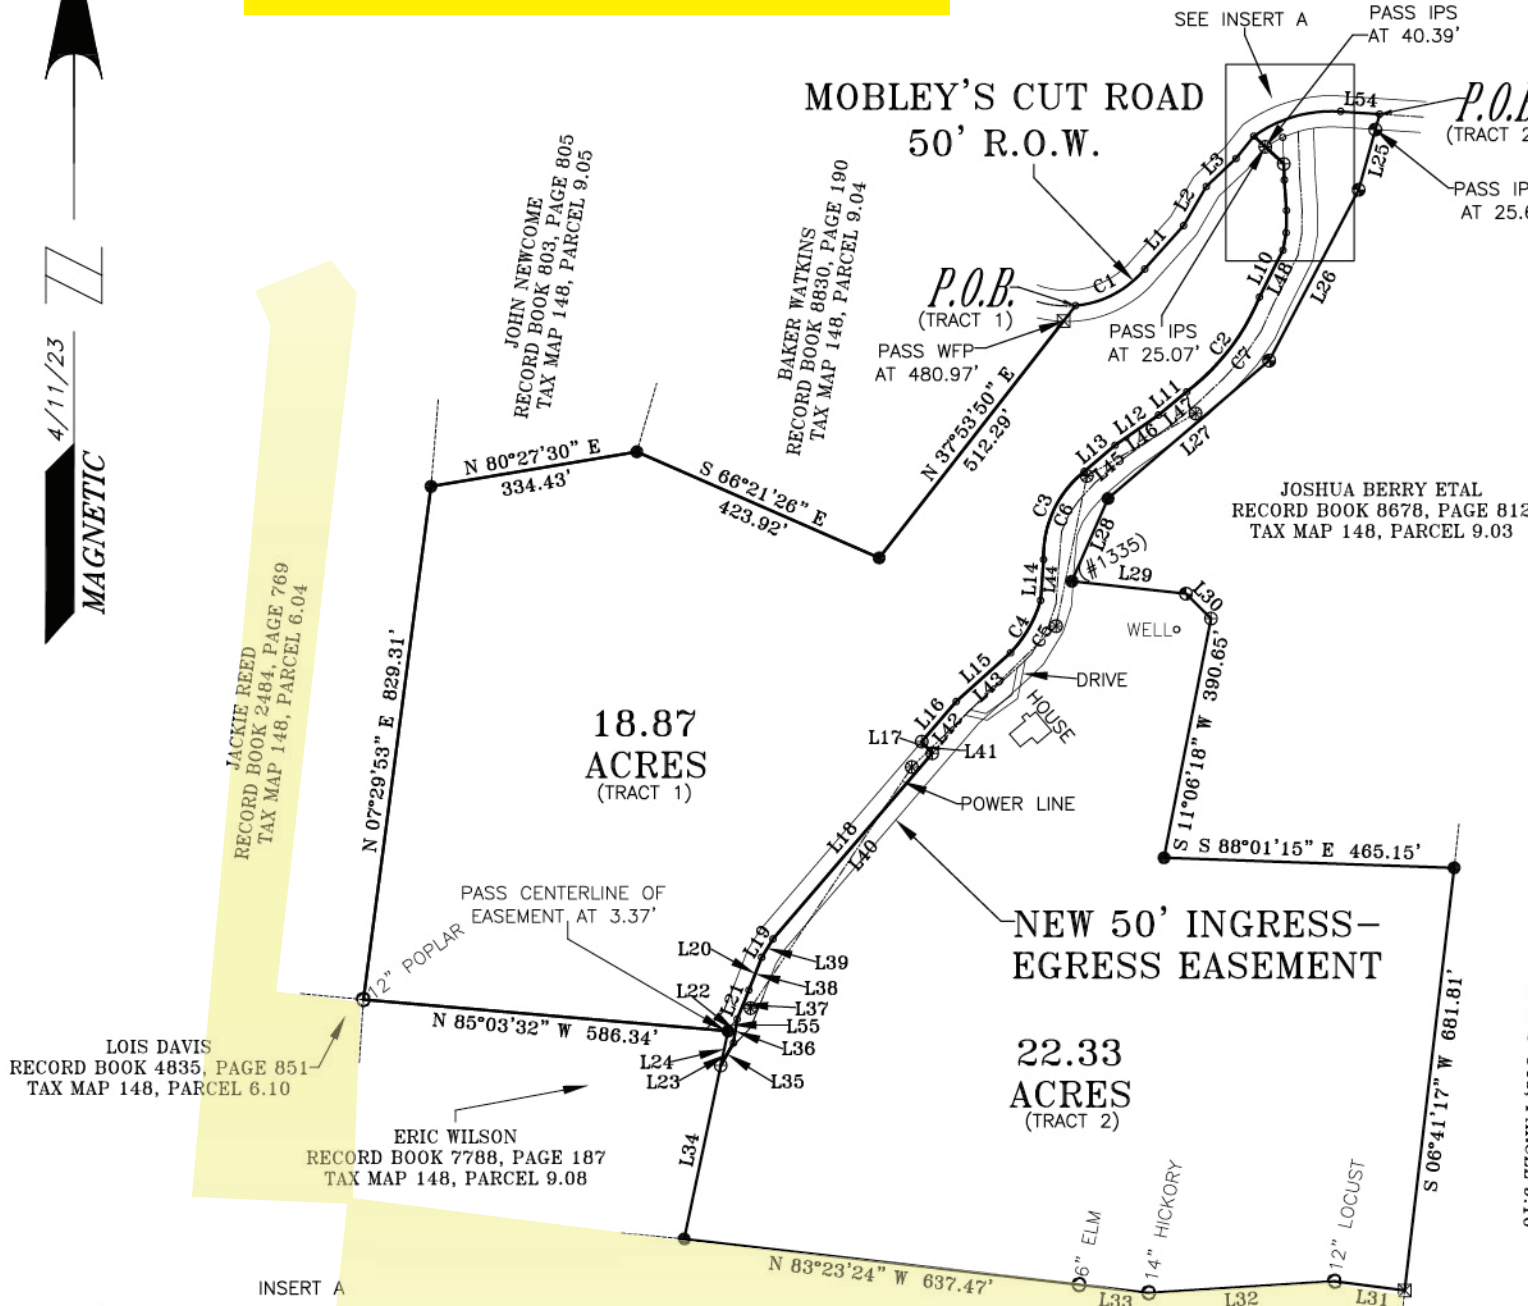 SEE INSERT A
PASS IPS
AT 40.39'
MOBLEY'S CUT ROAD
50' R.O.W.
L54
P.O.B
(TRACT 2
L25
PASS IP
AT 25.6
L3
L2
L1
C1
P.O.B.
(TRACT 1)
PASS WFP
AT 480.97'
PASS IPS
AT 25.07'
L10
L48
L26
C2
C7
L11
L47
L12
L46
L13
L45
L27
JOHN NEWCOME
RECORD BOOK 803, PAGE 805
TAX MAP 148, PARCEL 9.05
BAKER WATKINS
RECORD BOOK 8830, PAGE 190
TAX MAP 148, PARCEL 9.04
4/11/23
MAGNETIC
N 80°27'30" E
334.43'
S 66°21'26" E
423.92'
N 37°53'50" E
512.29'
JOSHUA BERRY ETAL
RECORD BOOK 8678, PAGE 812
TAX MAP 148, PARCEL 9.03
C3
C6
L28
(#1335)
L29
L30
L14
L44
WELL
C4
C5
L15
L43
DRIVE
HOUSE
L16
L42
L17
L41
POWER LINE
JACKIE REED
RECORD BOOK 2484, PAGE 769
TAX MAP 148, PARCEL 6.04
N 07°29'53" E 829.31'
18.87
ACRES
(TRACT 1)
S 11°06'18" W 390.65'
S 88°01'15" E 465.15'
L18
L40
PASS CENTERLINE OF
EASEMENT AT 3.37'
NEW 50' INGRESS-
EGRESS EASEMENT
12" POPLAR
L19
L20
L39
L38
L21
L22
L37
L55
L36
L24
L23
L35
N 85°03'32" W 586.34'
LOIS DAVIS
RECORD BOOK 4835, PAGE 851
TAX MAP 148, PARCEL 6.10
22.33
ACRES
(TRACT 2)
S 06°41'17" W 681.81'
ERIC WILSON
RECORD BOOK 7788, PAGE 187
TAX MAP 148, PARCEL 9.08
L34
6" ELM
14" HICKORY
12" LOCUST
N 83°23'24" W 637.47'
L33
L32
L31
INSERT A